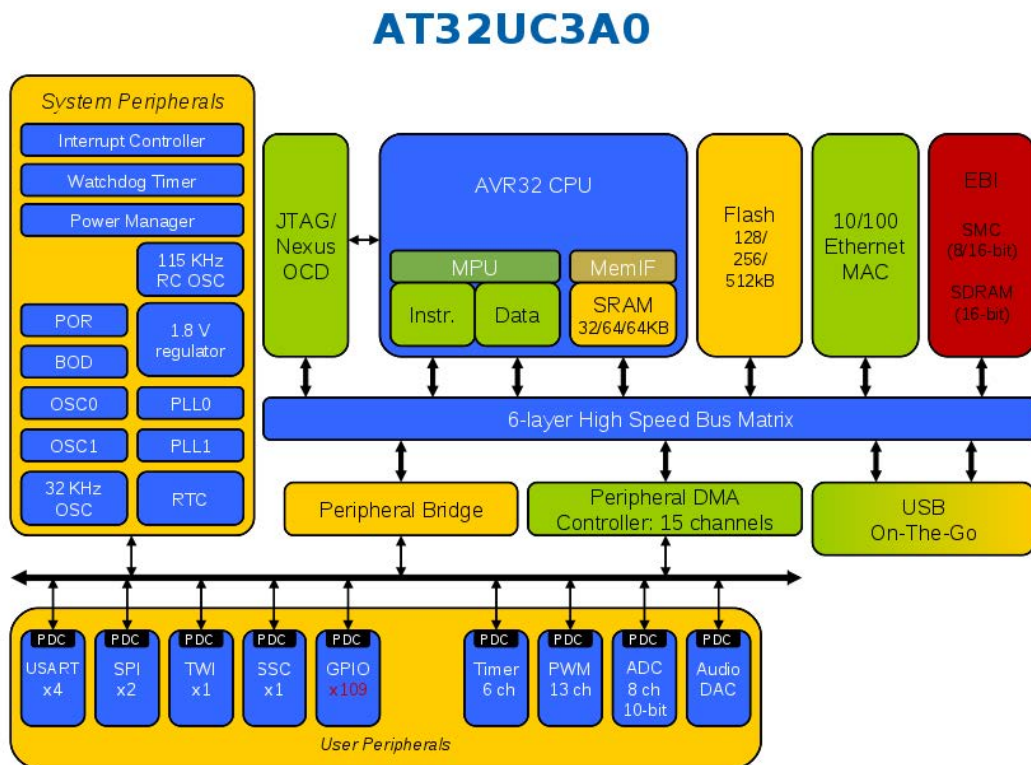 AT32UC3A0
System Peripherals
Interrupt Controller
Watchdog Timer
Power Manager
115 KHz
RC OSC
POR
1.8 V
regulator
BOD
OSC0
PLL0
OSC1
PLL1
32 KHz
OSC
RTC
JTAG/
Nexus
OCD
AVR32 CPU
MPU
Instr.
Data
MemIF
SRAM
32/64/64KB
Flash
128/
256/
512kB
10/100
Ethernet
MAC
EBI
SMC
(8/16-bit)
SDRAM
(16-bit)
6-layer High Speed Bus Matrix
Peripheral Bridge
Peripheral DMA
Controller: 15 channels
USB
On-The-Go
PDC
USART
x4
PDC
SPI
x2
PDC
TWI
x1
PDC
SSC
x1
PDC
GPIO
x109
PDC
Timer
6 ch
PDC
PWM
13 ch
PDC
ADC
8 ch
10-bit
PDC
Audio
DAC
User Peripherals